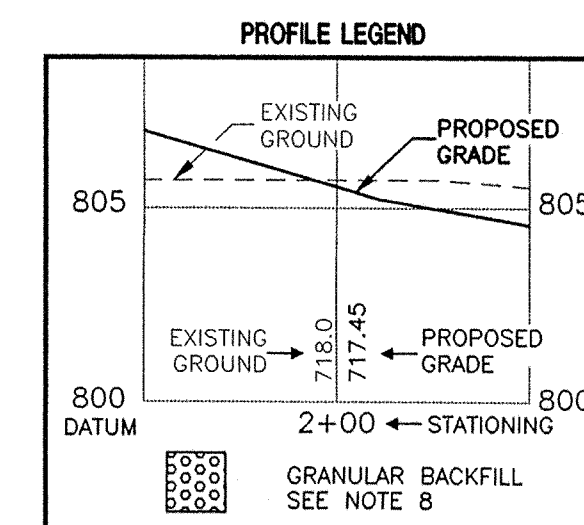 PROFILE LEGEND
EXISTING
GROUND
PROPOSED
GRADE
805
805
EXISTING
GROUND
718.0
717.45
PROPOSED
GRADE
800
800
DATUM
2+00
STATIONING
GRANULAR BACKFILL
SEE NOTE 8